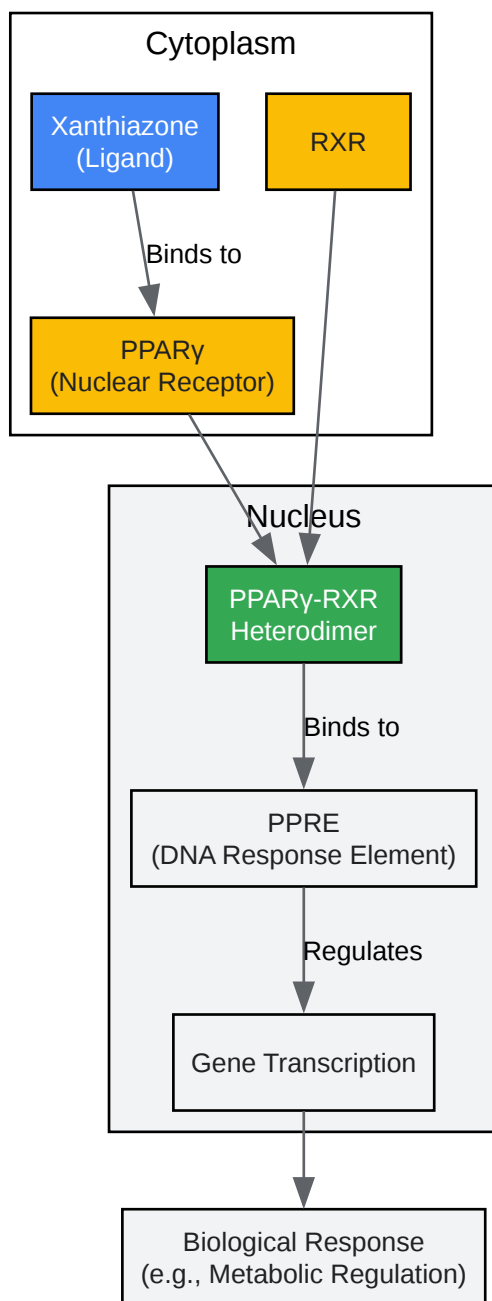 Cytoplasm
Xanthiazone
(Ligand)
RXR
Binds to
PPARγ
(Nuclear Receptor)
Nucleus
PPARγ-RXR
Heterodimer
Binds to
PPRE
(DNA Response Element)
Regulates
Gene Transcription
Biological Response
(e.g., Metabolic Regulation)